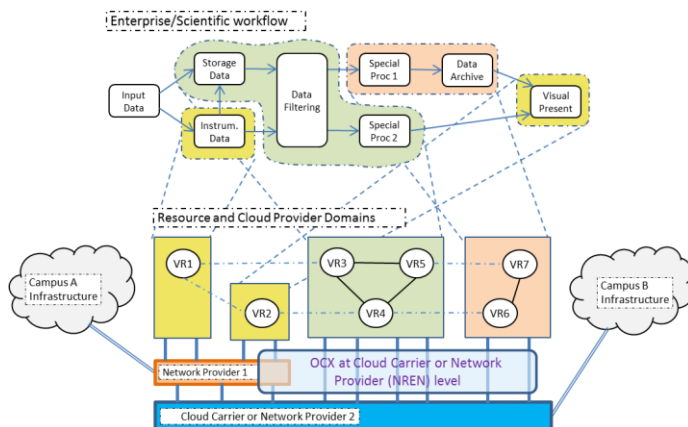 Enterprise/Scientific workflow
Storage
Data
Special
Proc 1
Data
Archive
Input
Data
Data
Filtering
Visual
Present
Instrum.
Data
Special
Proc 2
Resource and Cloud Provider Domains
Campus A
Infrastructure
VR1
VR3
VR5
VR7
Campus B
Infrastructure
VR2
VR4
VR6
Network Provider 1
OCX at Cloud Carrier or Network
Provider (NREN) level
Cloud Carrier or Network Provider 2